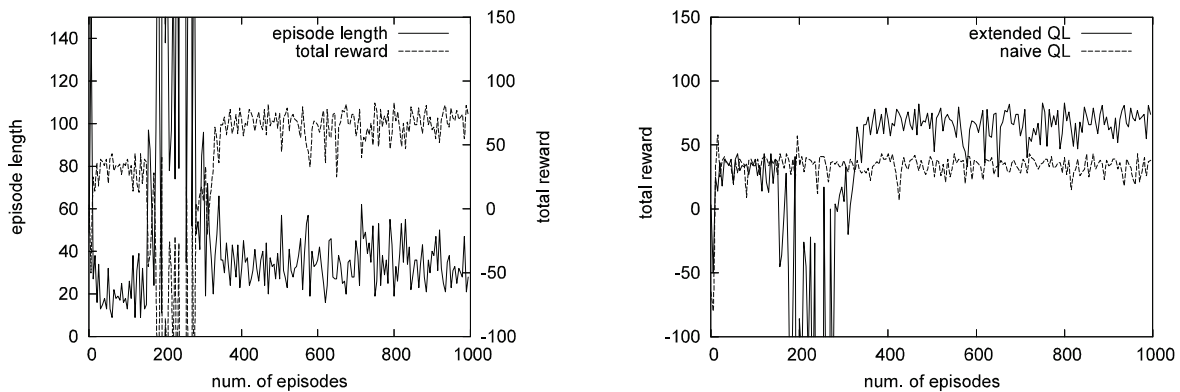 140
120
100
80
60
40
20
0
episode length
episode length
total reward
150
100
50
0
-50
-100
total reward
0 200 400 600 800 1000
num. of episodes
150
100
50
0
-50
-100
total reward
extended QL
naive QL
0 200 400 600 800 1000
num. of episodes